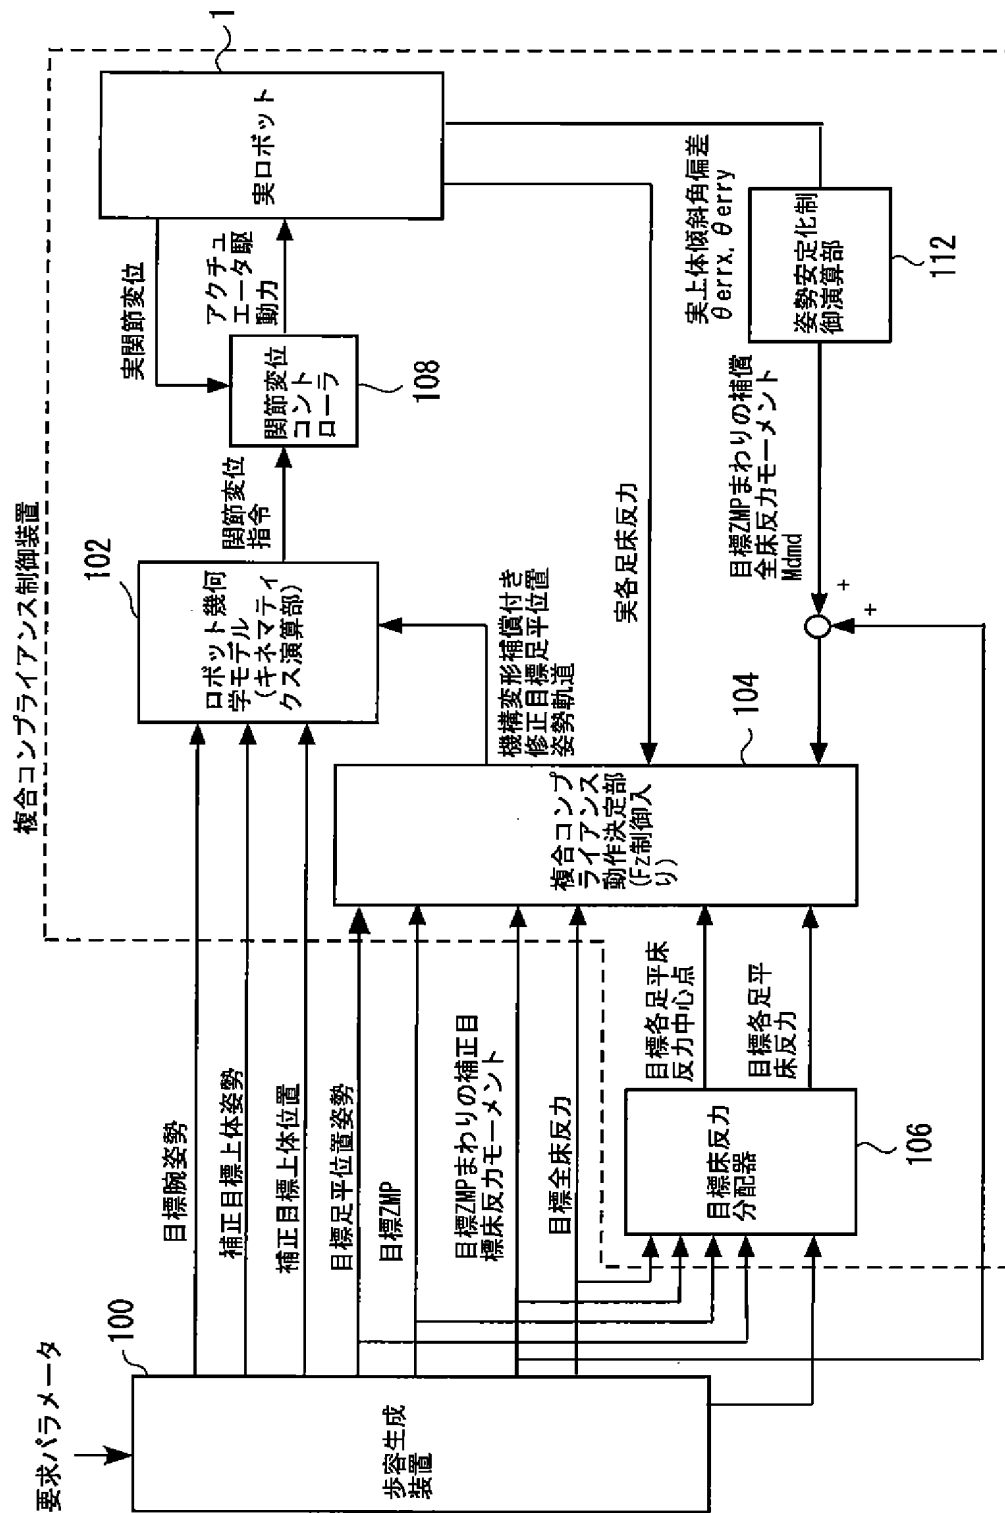 要求パラメータ
100
歩容生成
装置
複合コンプライアンス制御装置
目標腕姿勢
補正目標上体姿勢
補正目標上体位置
目標足平位置姿勢
目標ZMP
目標ZMPまわりの補正目
標床反力モーメント
目標全床反力
目標床反力
分配器
106
目標各足平床
反力中心点
目標各足平
床反力
102
ロボット幾何
学モデル
(キネマティ
クス演算部)
複合コンプ
ライアンス
動作決定部
(Fz制御入
り)
104
機構変形補償付き
修正目標足平位置
姿勢軌道
関節変位
指令
関節変位
コント
ローラ
108
実関節変位
アクチュ
エータ駆
動力
実ロボット
1
実各足床反力
実上体傾斜角偏差
θerrx, θerry
姿勢安定化制
御演算部
112
目標ZMPまわりの補償
全床反力モーメント
Mdmd
+
+